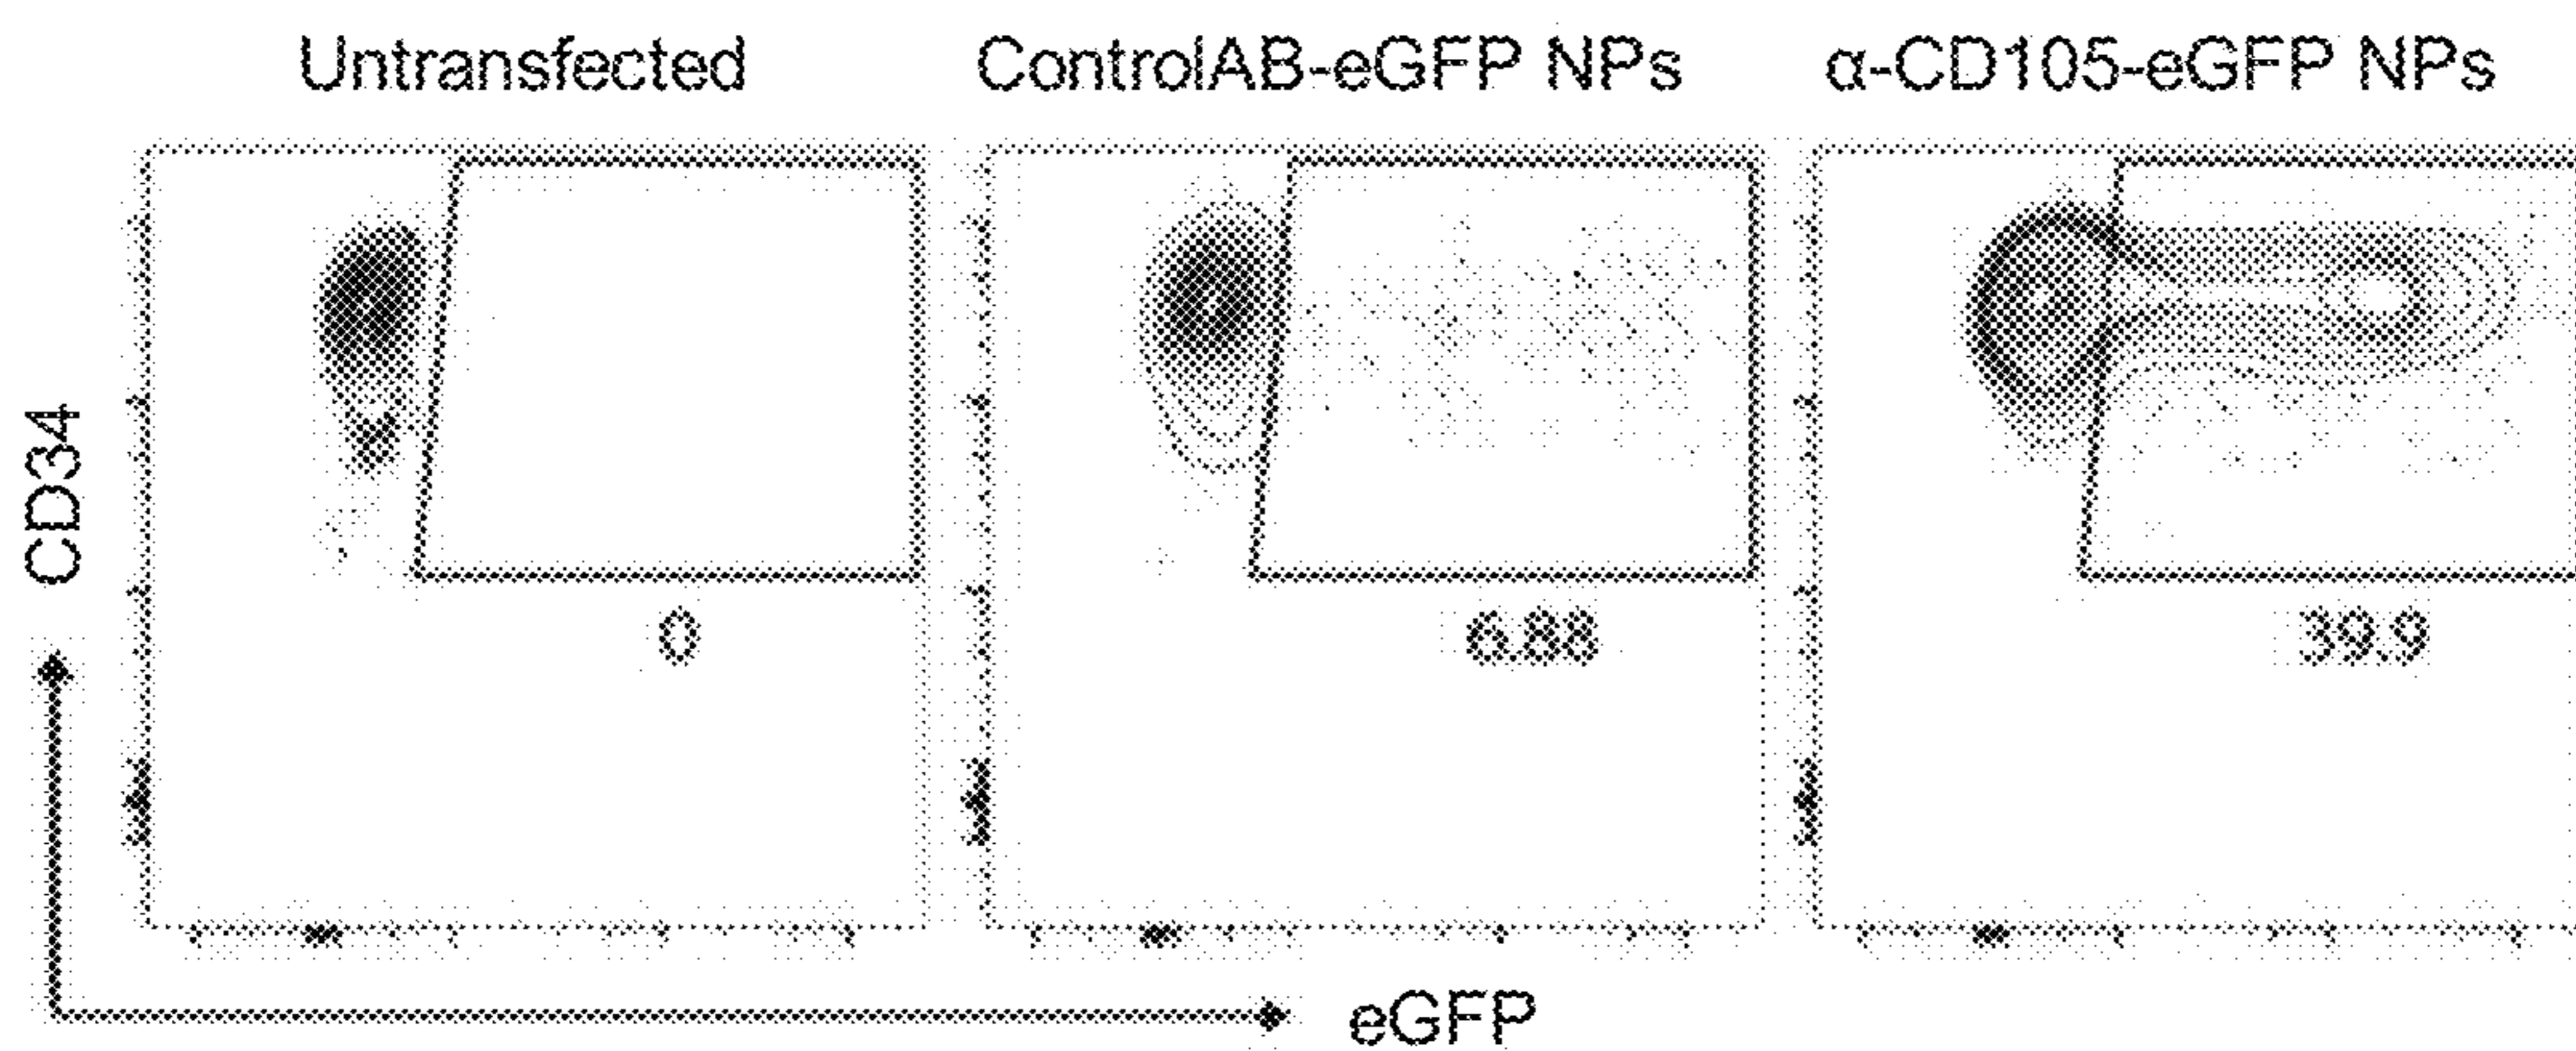 Untransfected
ControlAB-eGFP NPs
α-CD105-eGFP NPs
CD34
0
6.88
39.9
eGFP